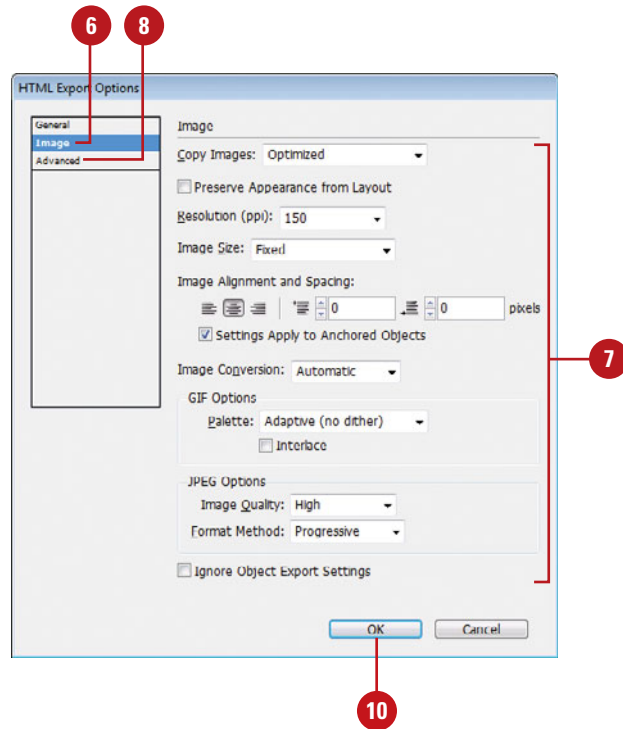 6 8
HTML Export Options
General
Image
Advanced
Image
Copy Images: Optimized
Preserve Appearance from Layout
Resolution (ppi): 150
Image Size: Fixed
Image Alignment and Spacing:
0 0 pixels
Settings Apply to Anchored Objects
7
Image Conversion: Automatic
GIF Options
Palette: Adaptive (no dither)
Interlace
JPEG Options
Image Quality: High
Format Method: Progressive
Ignore Object Export Settings
OK Cancel
10